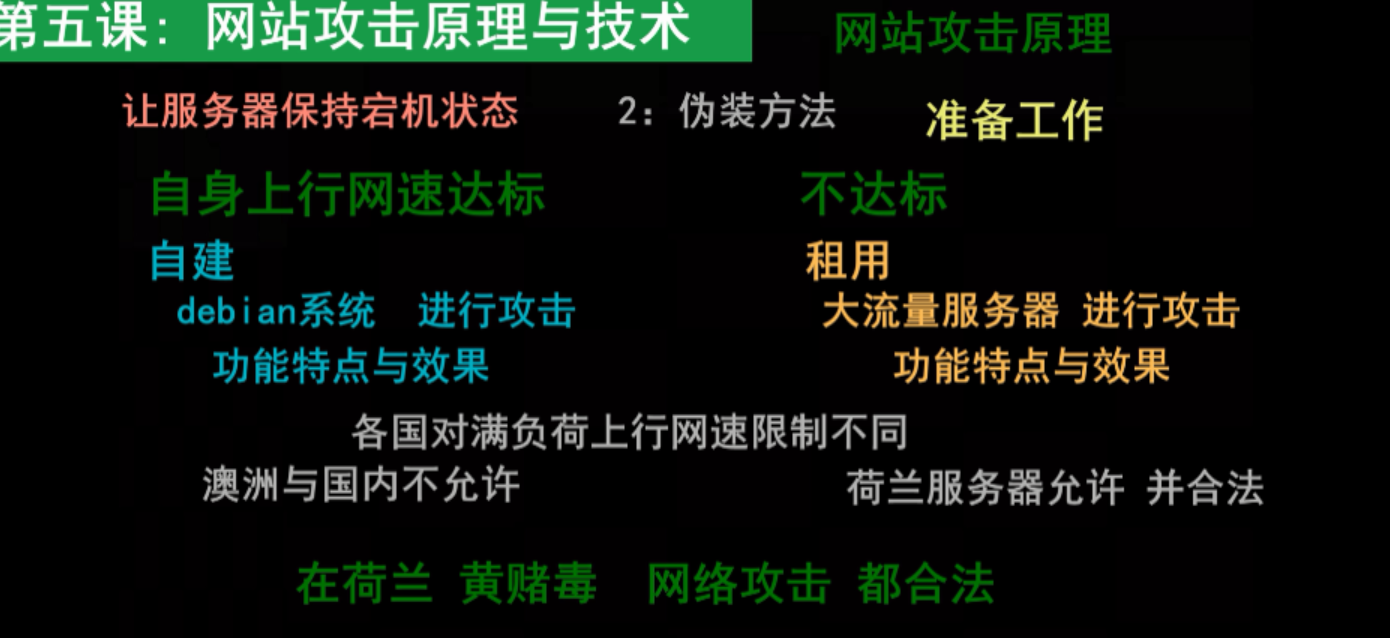 第五课：网站攻击原理与技术
网站攻击原理
让服务器保持宕机状态
2：伪装方法
准备工作
自身上行网速达标
不达标
自建
租用
debian系统 进行攻击
大流量服务器 进行攻击
功能特点与效果
功能特点与效果
各国对满负荷上行网速限制不同
澳洲与国内不允许
荷兰服务器允许 并合法
在荷兰 黄赌毒 网络攻击 都合法